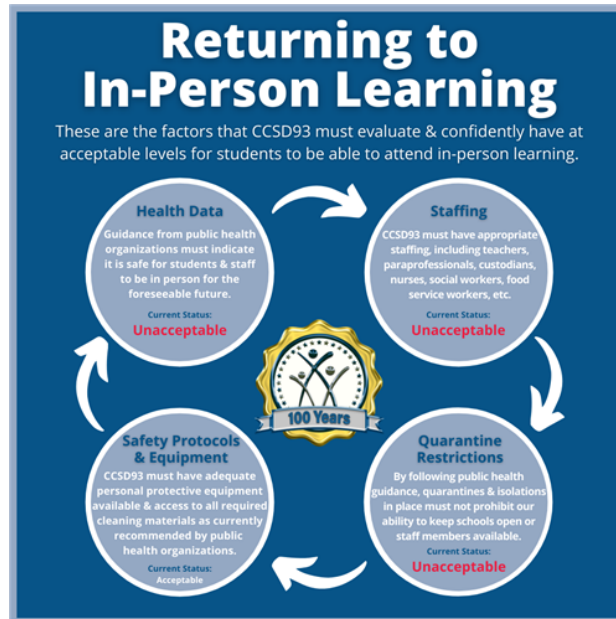 Returning to
In-Person Learning
These are the factors that CCSD93 must evaluate & confidently have at
acceptable levels for students to be able to attend in-person learning.
Health Data
Guidance from public health
organizations must indicate
it is safe for students & staff
to be in person for the
foreseeable future.
Current Status:
Unacceptable
Staffing
CCSD93 must have appropriate
staffing, including teachers,
paraprofessionals, custodians,
nurses, social workers, food
service workers, etc.
Current Status:
Unacceptable
100 Years
Safety Protocols
& Equipment
CCSD93 must have adequate
personal protective equipment
available & access to all required
cleaning materials as currently
recommended by public
health organizations.
Current Status:
Acceptable
Quarantine
Restrictions
By following public health
guidance, quarantines & isolations
in place must not prohibit our
ability to keep schools open or
staff members available.
Current Status:
Unacceptable